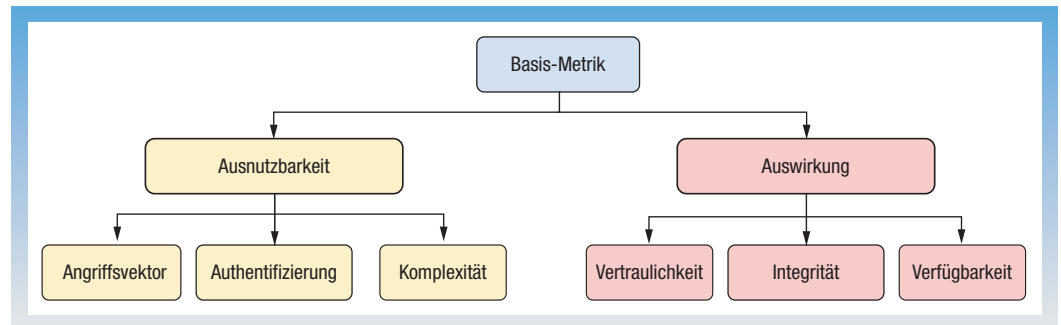 Basis-Metrik
Ausnutzbarkeit
Auswirkung
Angriffsvektor
Authentifizierung
Komplexität
Vertraulichkeit
Integrität
Verfügbarkeit